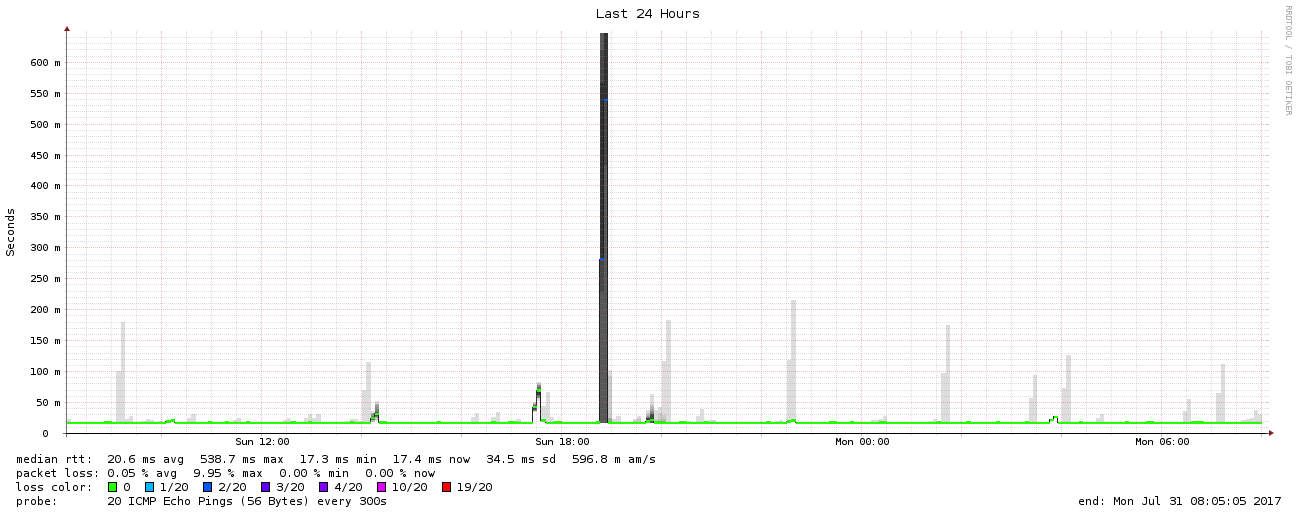 Last 24 Hours
RRDTOOL / TOBI OETIKER
Seconds
600 m
550 m
500 m
450 m
400 m
350 m
300 m
250 m
200 m
150 m
100 m
50 m
0
Sun 12:00 Sun 18:00 Mon 00:00 Mon 06:00
median rtt: 20.6 ms avg 538.7 ms max 17.3 ms min 17.4 ms now 34.5 ms sd 596.8 m am/s
packet loss: 0.05 % avg 9.95 % max 0.00 % min 0.00 % now
loss color: 0 1/20 2/20 3/20 4/20 10/20 19/20
probe: 20 ICMP Echo Pings (56 Bytes) every 300s end: Mon Jul 31 08:05:05 2017